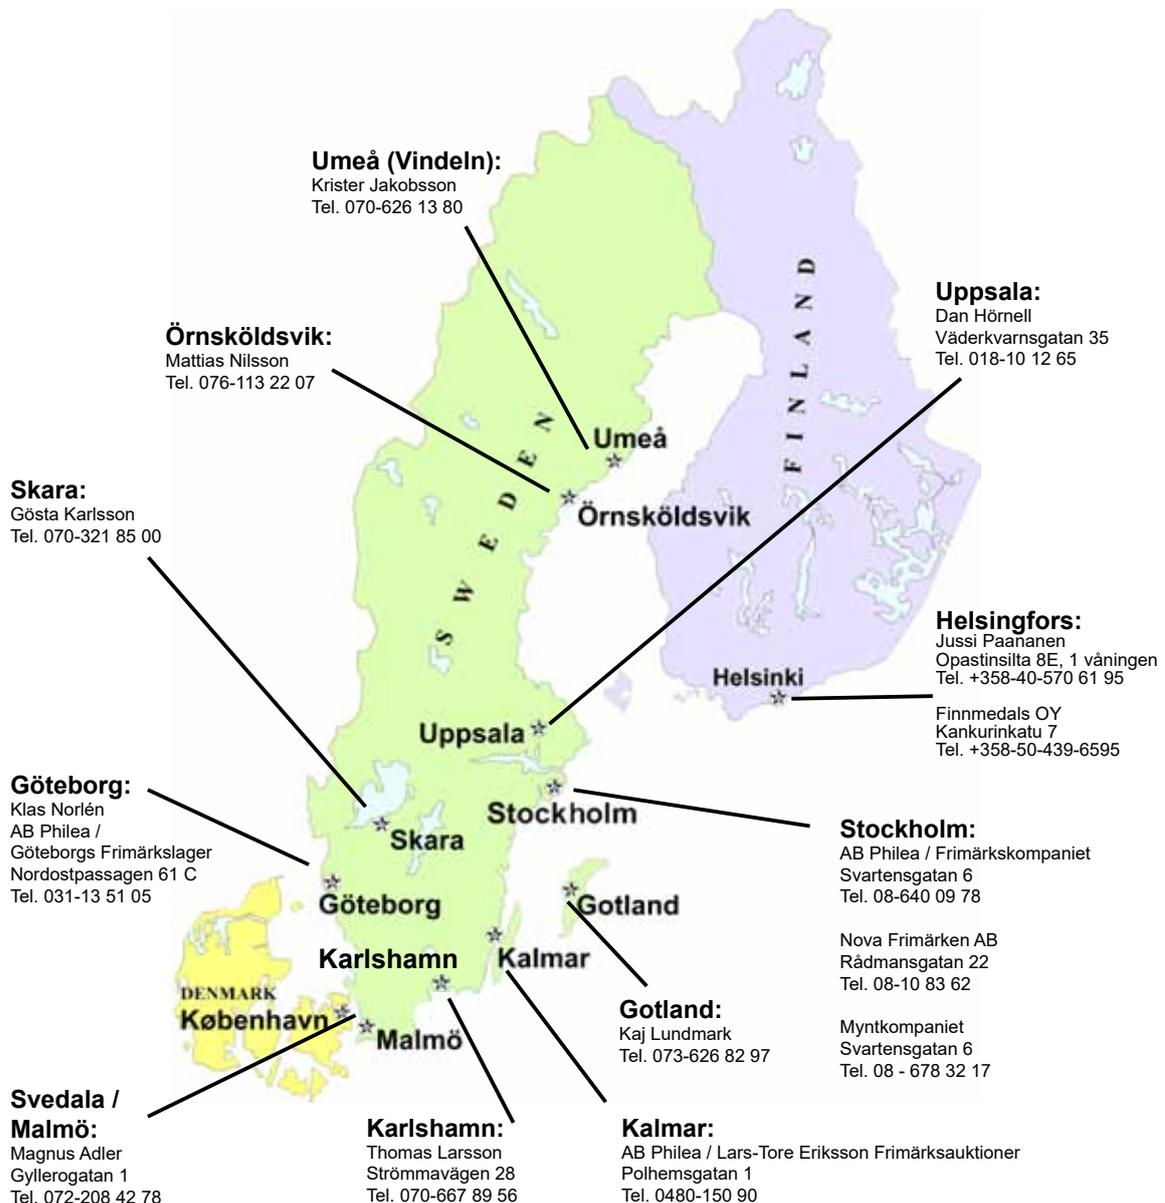 Umeå (Vindeln):
Krister Jakobsson
Tel. 070-626 13 80
Uppsala:
Dan Hörnell
Väderkvarnsgatan 35
Tel. 018-10 12 65
Örnsköldsvik:
Mattias Nilsson
Tel. 076-113 22 07
FINLAND
SWEDEN
Umeå
Örnsköldsvik
Skara:
Gösta Karlsson
Tel. 070-321 85 00
Helsingfors:
Jussi Paananen
Opastinsilta 8E, 1 våningen
Tel. +358-40-570 61 95
Finnmedals OY
Kankurinkatu 7
Tel. +358-50-439-6595
Helsinki
Uppsala
Stockholm
Skara
Göteborg:
Klas Norlén
AB Philea /
Göteborgs Frimärkslager
Nordostpassagen 61 C
Tel. 031-13 51 05
Stockholm:
AB Philea / Frimärkskompaniet
Svartensgatan 6
Tel. 08-640 09 78
Nova Frimärken AB
Rådmansgatan 22
Tel. 08-10 83 62
Myntkompaniet
Svartensgatan 6
Tel. 08 - 678 32 17
Göteborg
Gotland
Karlshamn
Kalmar
DENMARK
København
Malmö
Gotland:
Kaj Lundmark
Tel. 073-626 82 97
Svedala /
Malmö:
Magnus Adler
Gyllerogatan 1
Tel. 072-208 42 78
Karlshamn:
Thomas Larsson
Strömmavägen 28
Tel. 070-667 89 56
Kalmar:
AB Philea / Lars-Tore Eriksson Frimärksauktioner
Polhemsgatan 1
Tel. 0480-150 90